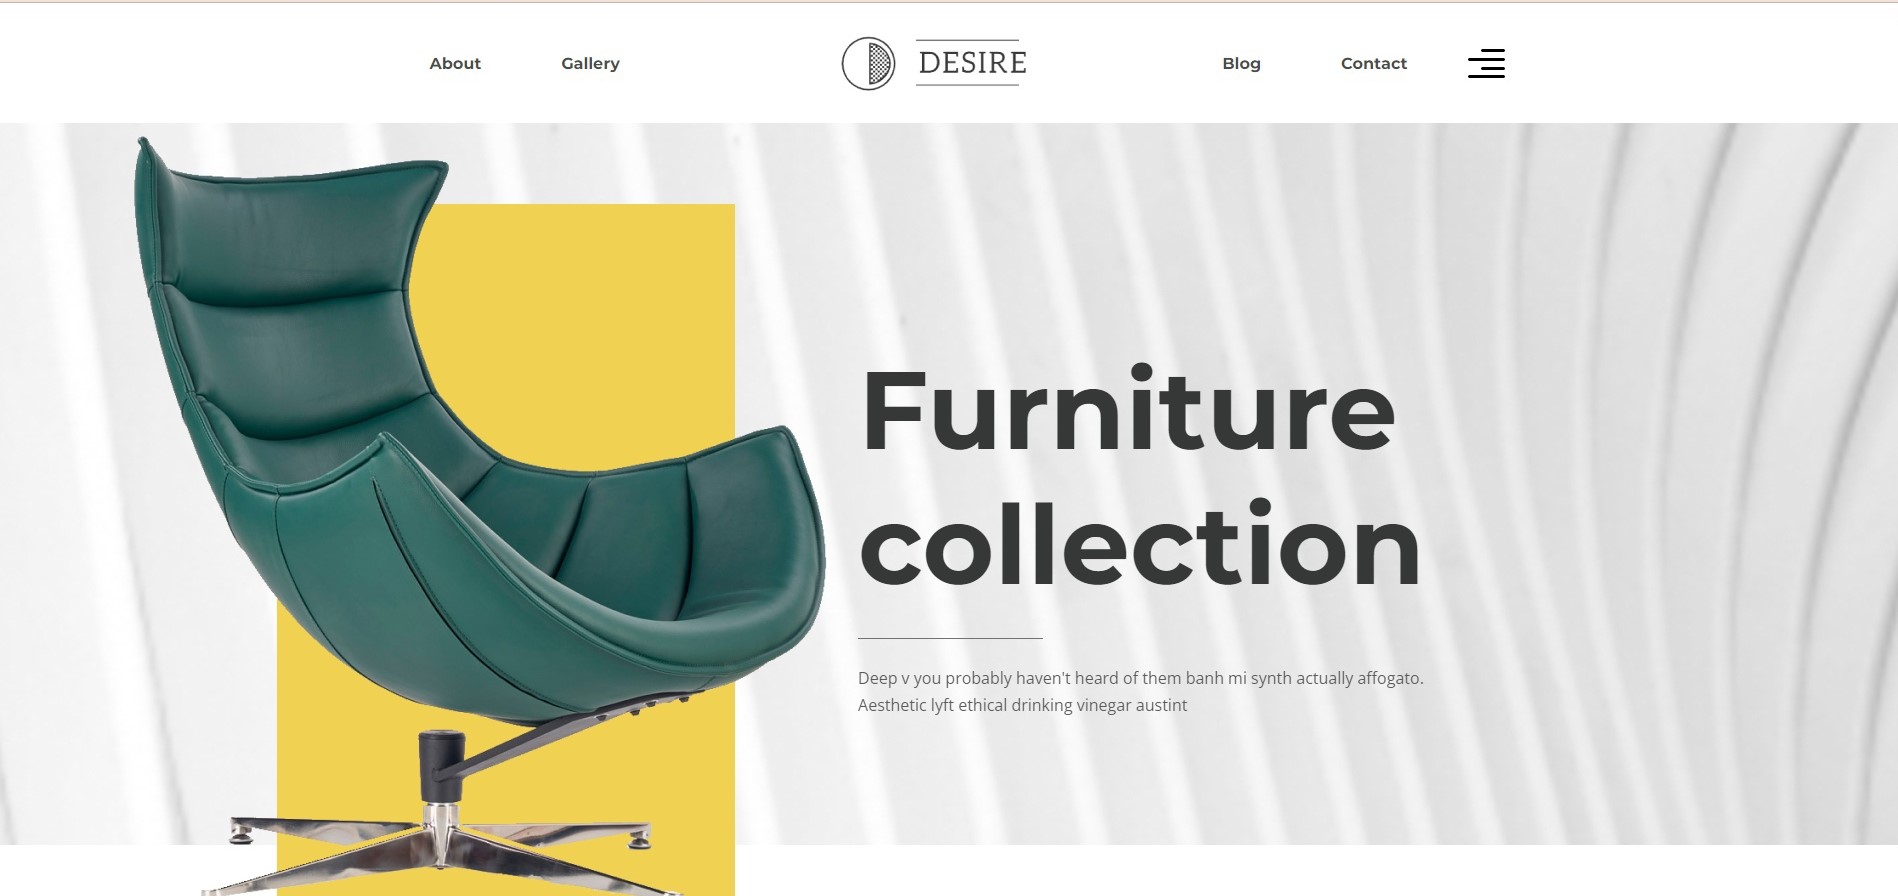 About
Gallery
DESIRE
Blog
Contact
Furniture
collection
Deep v you probably haven't heard of them banh mi synth actually affogato.
Aesthetic lyft ethical drinking vinegar austint